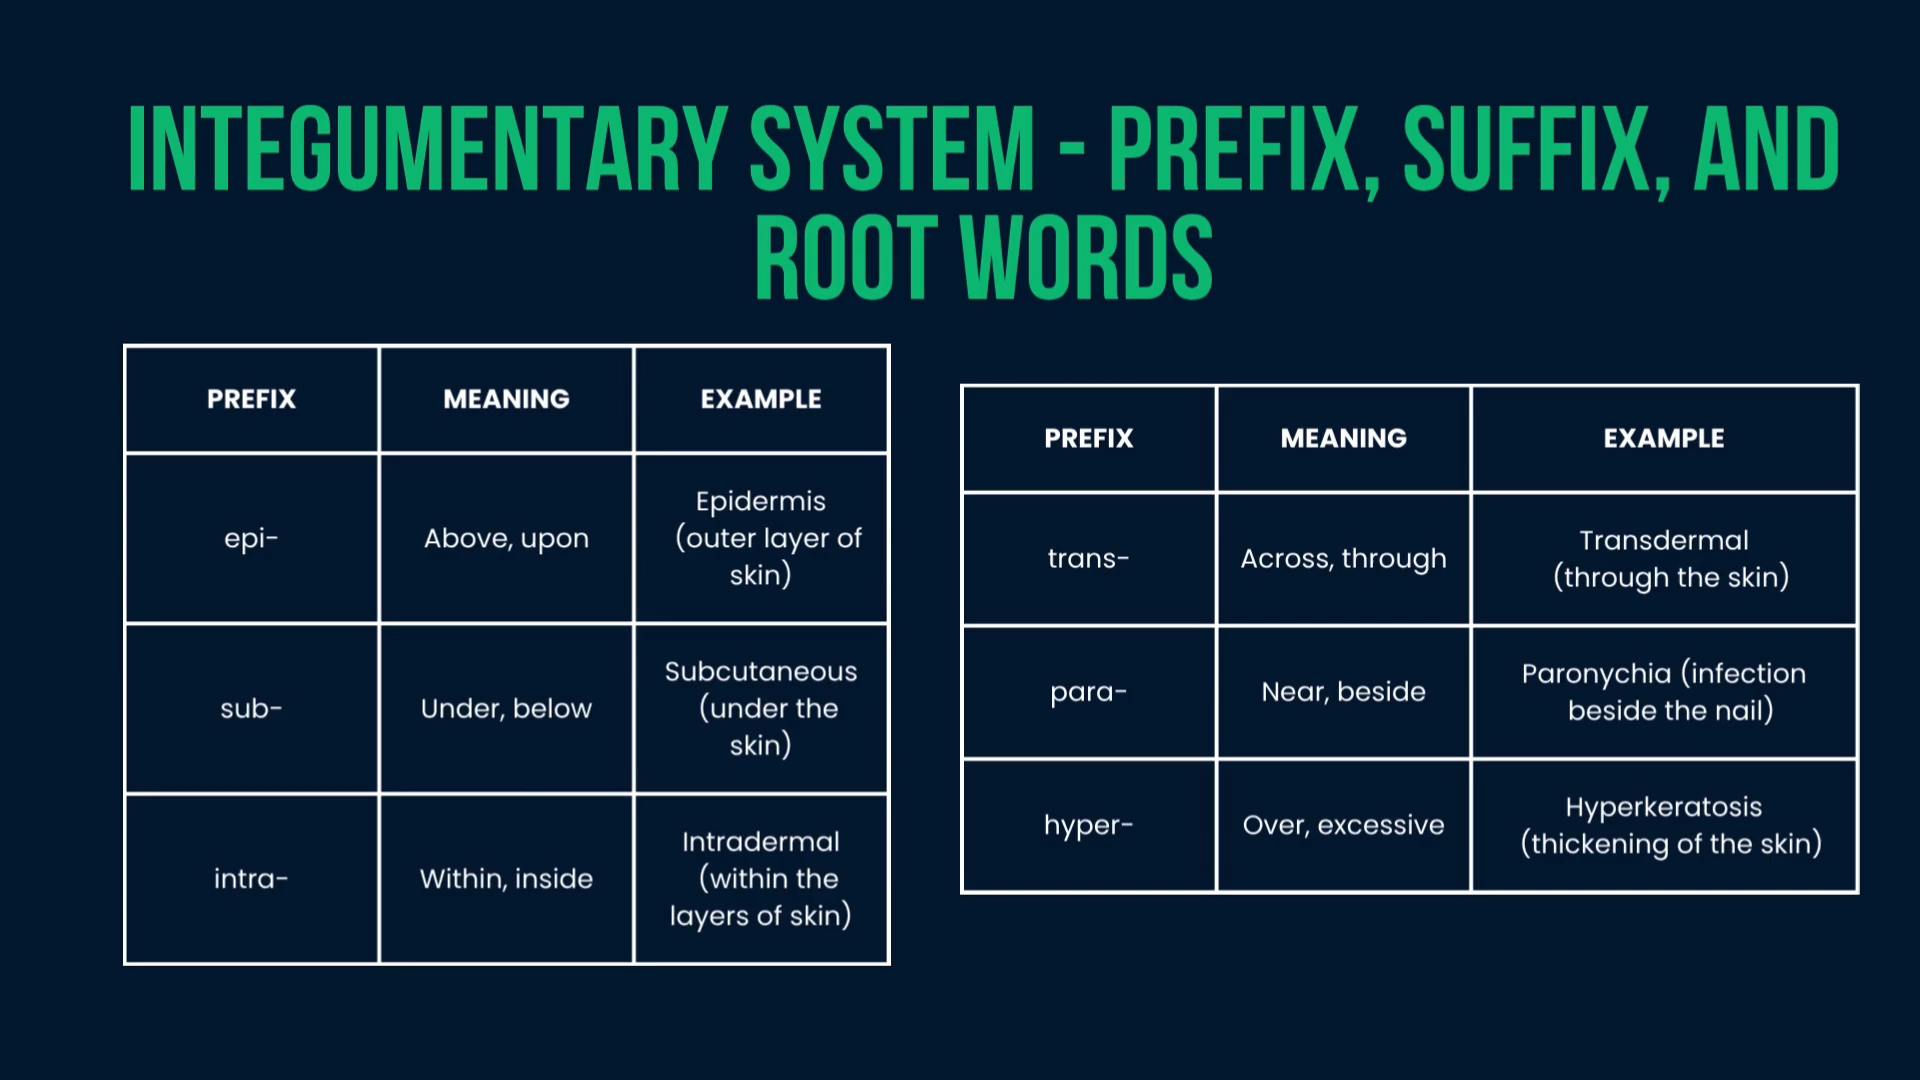 INTEGUMENTARY SYSTEM - PREFIX, SUFFIX, AND
ROOT WORDS
PREFIX MEANING EXAMPLE
epi- Above, upon Epidermis
(outer layer of
skin)
sub- Under, below Subcutaneous
(under the
skin)
intra- Within, inside Intradermal
(within the
layers of skin)
PREFIX MEANING EXAMPLE
trans- Across, through Transdermal
(through the skin)
para- Near, beside Paronychia (infection
beside the nail)
hyper- Over, excessive Hyperkeratosis
(thickening of the skin)